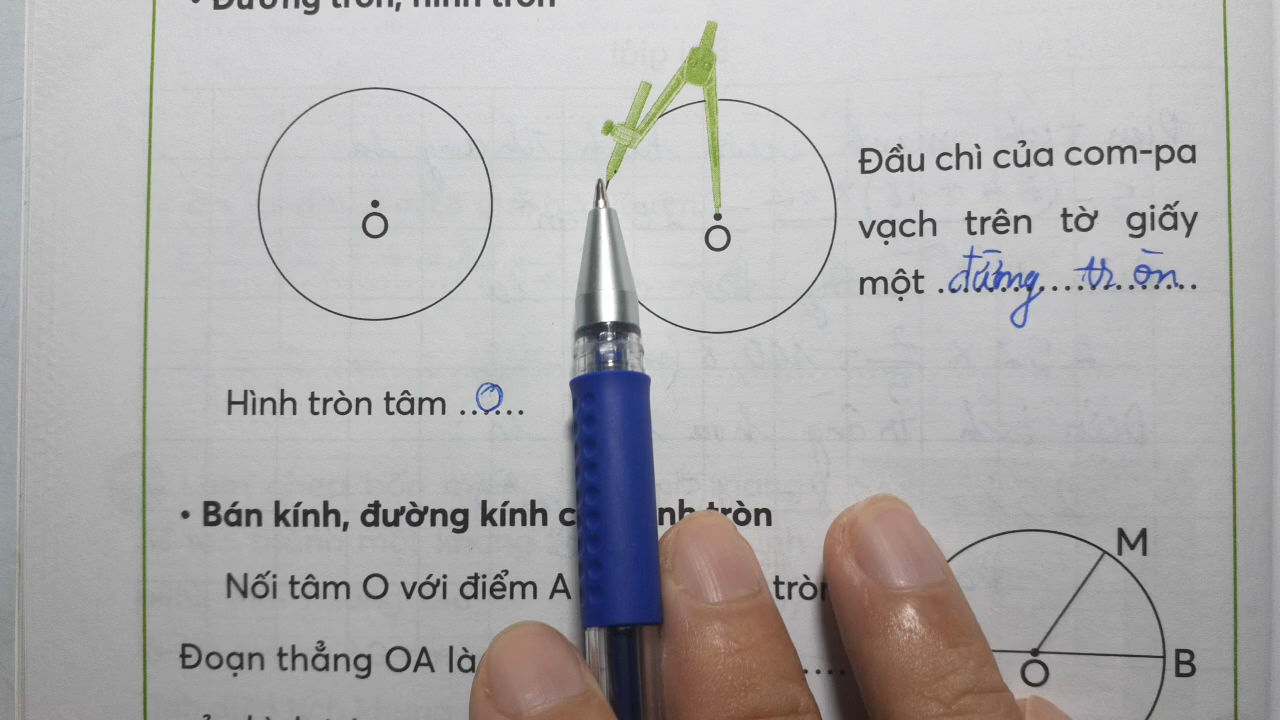 • Đường tròn, hình tròn
O
O
Đầu chì của com-pa
vạch trên tờ giấy
một đường tròn
Hình tròn tâm O
• Bán kính, đường kính c nh tròn
Nối tâm O với điểm A tròn
Đoạn thẳng OA là
M
O
B